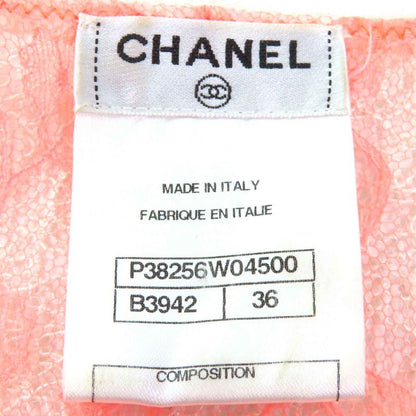 CHANEL
MADE IN ITALY
FABRIQUE EN ITALIE
P38256W04500
B3942 36
COMPOSITION